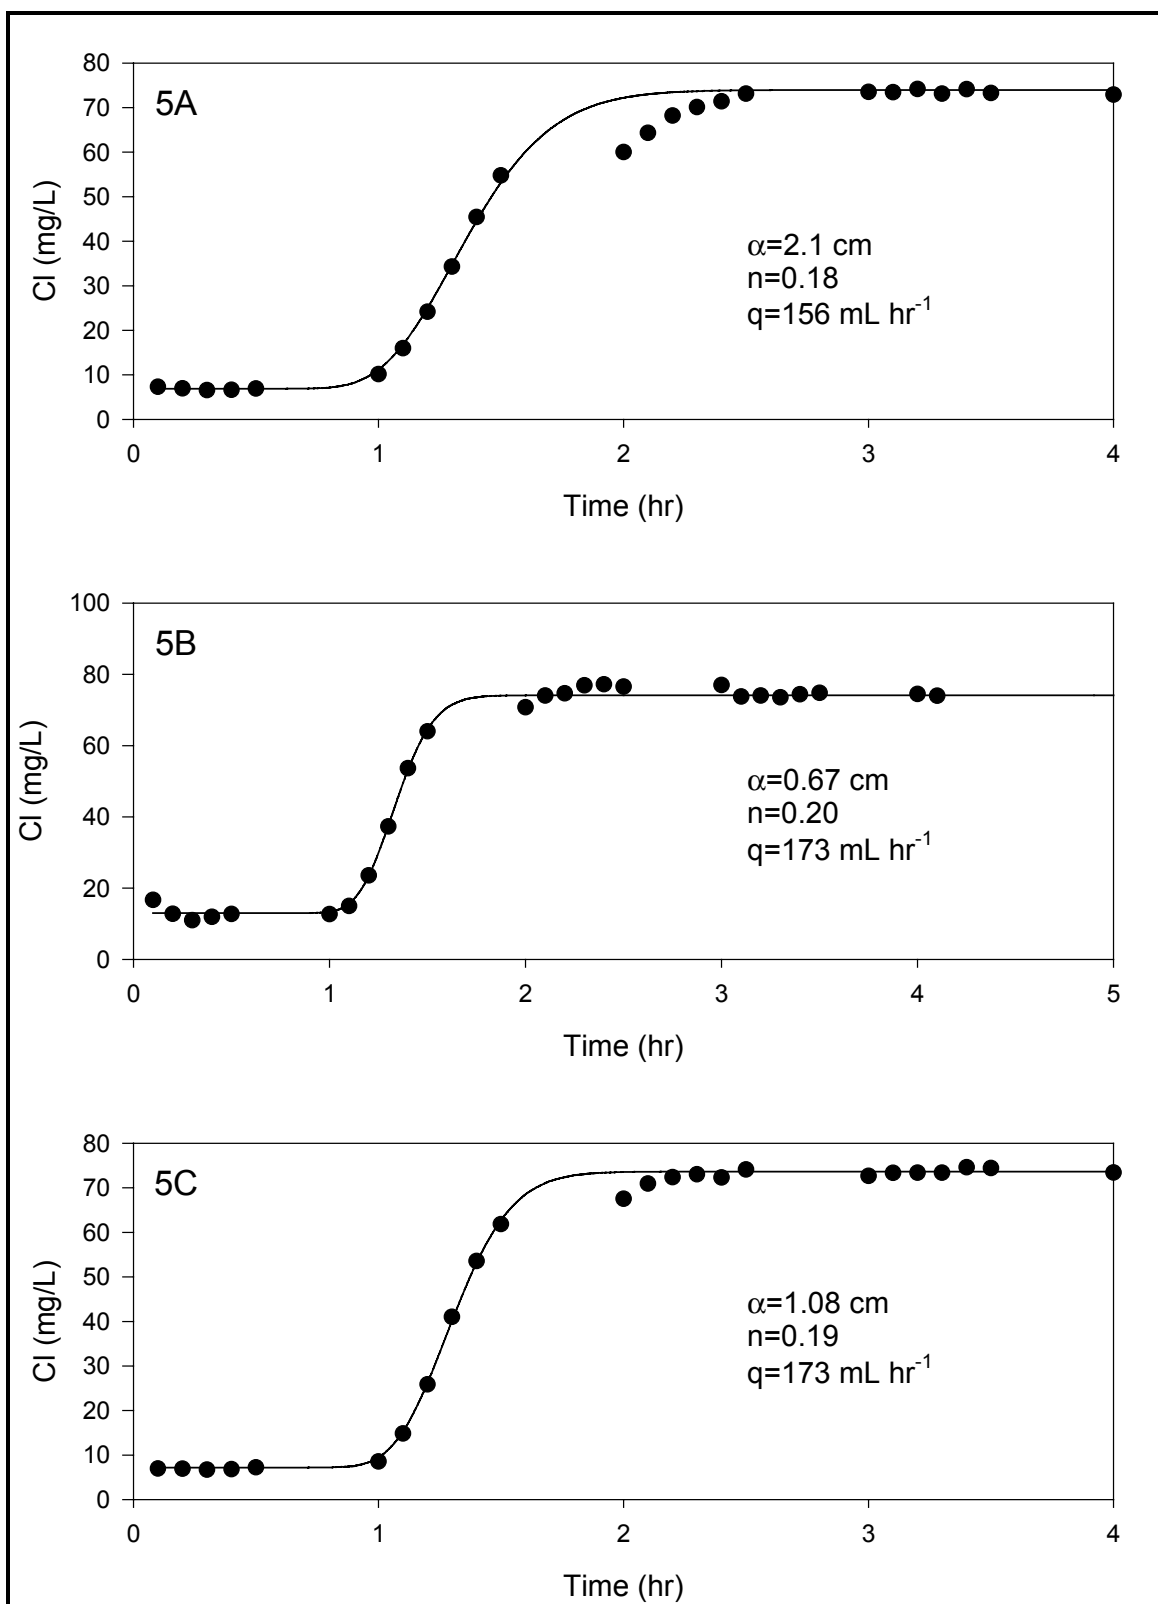 80
5A
70
60
50
40
30
20
10
0
Cl (mg/L)
α=2.1 cm
n=0.18
q=156 mL hr⁻¹
0 1 2 3 4
Time (hr)
100
5B
80
60
40
20
0
Cl (mg/L)
α=0.67 cm
n=0.20
q=173 mL hr⁻¹
0 1 2 3 4 5
Time (hr)
80
5C
70
60
50
40
30
20
10
0
Cl (mg/L)
α=1.08 cm
n=0.19
q=173 mL hr⁻¹
0 1 2 3 4
Time (hr)